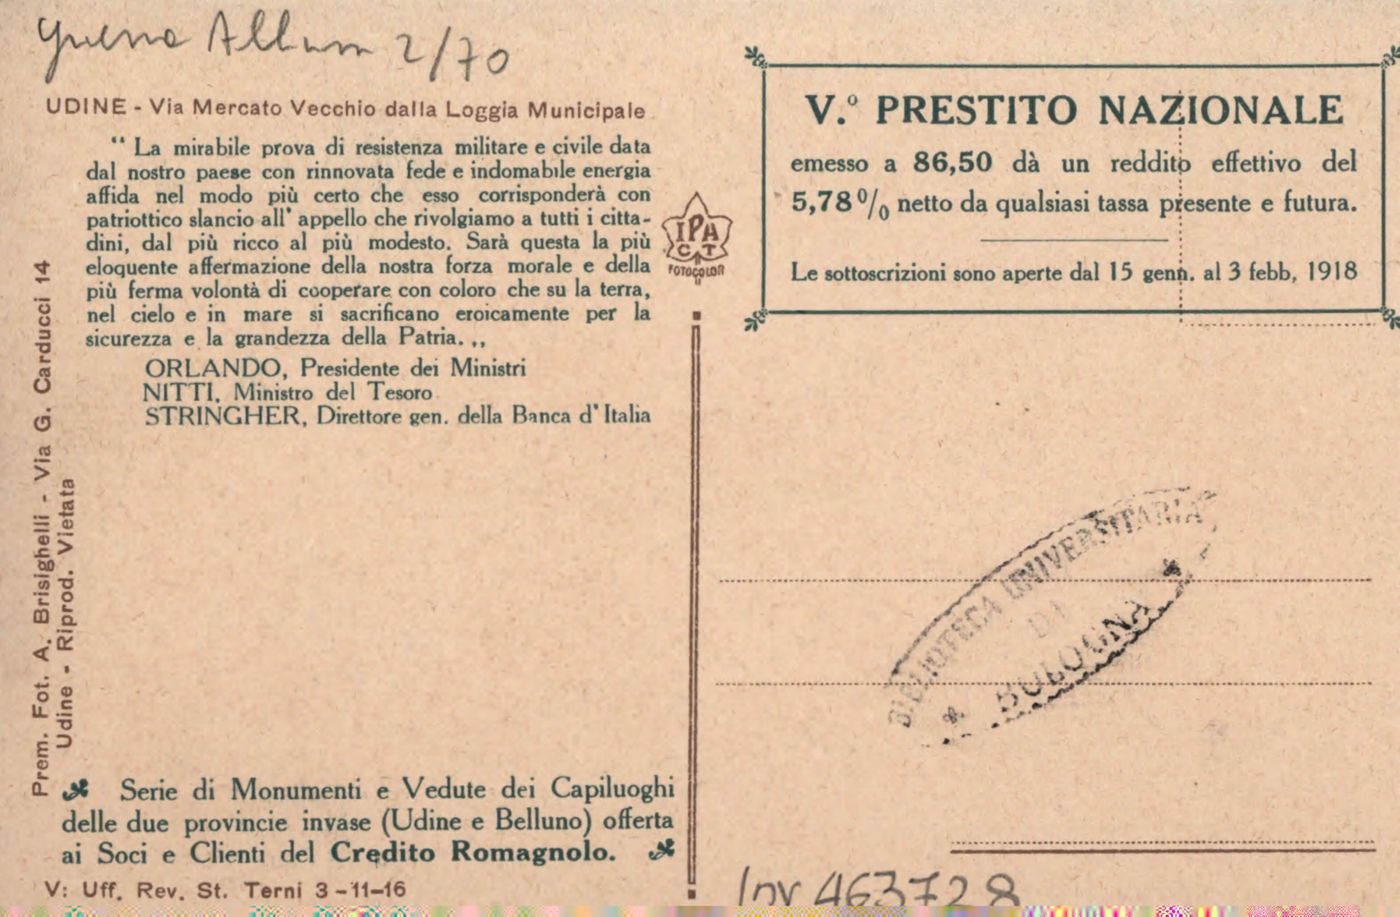 Guerra Album 2/70
UDINE - Via Mercato Vecchio dalla Loggia Municipale
“ La mirabile prova di resistenza militare e civile data
dal nostro paese con rinnovata fede e indomabile energia
affida nel modo più certo che esso corrisponderà con
patriottico slancio all' appello che rivolgiamo a tutti i citta-
dini, dal più ricco al più modesto. Sarà questa la più
eloquente affermazione della nostra forza morale e della
più ferma volontà di cooperare con coloro che su la terra,
nel cielo e in mare si sacrificano eroicamente per la
sicurezza e la grandezza della Patria. „
ORLANDO, Presidente dei Ministri
NITTI, Ministro del Tesoro
STRINGHER, Direttore gen. della Banca d' Italia
Prem. Fot. A. Brisighelli - Via G. Carducci 14
Udine - Riprod. Vietata
Serie di Monumenti e Vedute dei Capiluoghi
delle due provincie invase (Udine e Belluno) offerta
ai Soci e Clienti del Credito Romagnolo.
V: Uff. Rev. St. Terni 3-11-16
IPA
C T
FOTOCOLOR
V.º PRESTITO NAZIONALE
emesso a 86,50 dà un reddito effettivo del
5,78 % netto da qualsiasi tassa presente e futura.
Le sottoscrizioni sono aperte dal 15 genn. al 3 febb, 1918
BIBLIOTECA UNIVERSITARIA
DI
BOLOGNA
Inv 463728